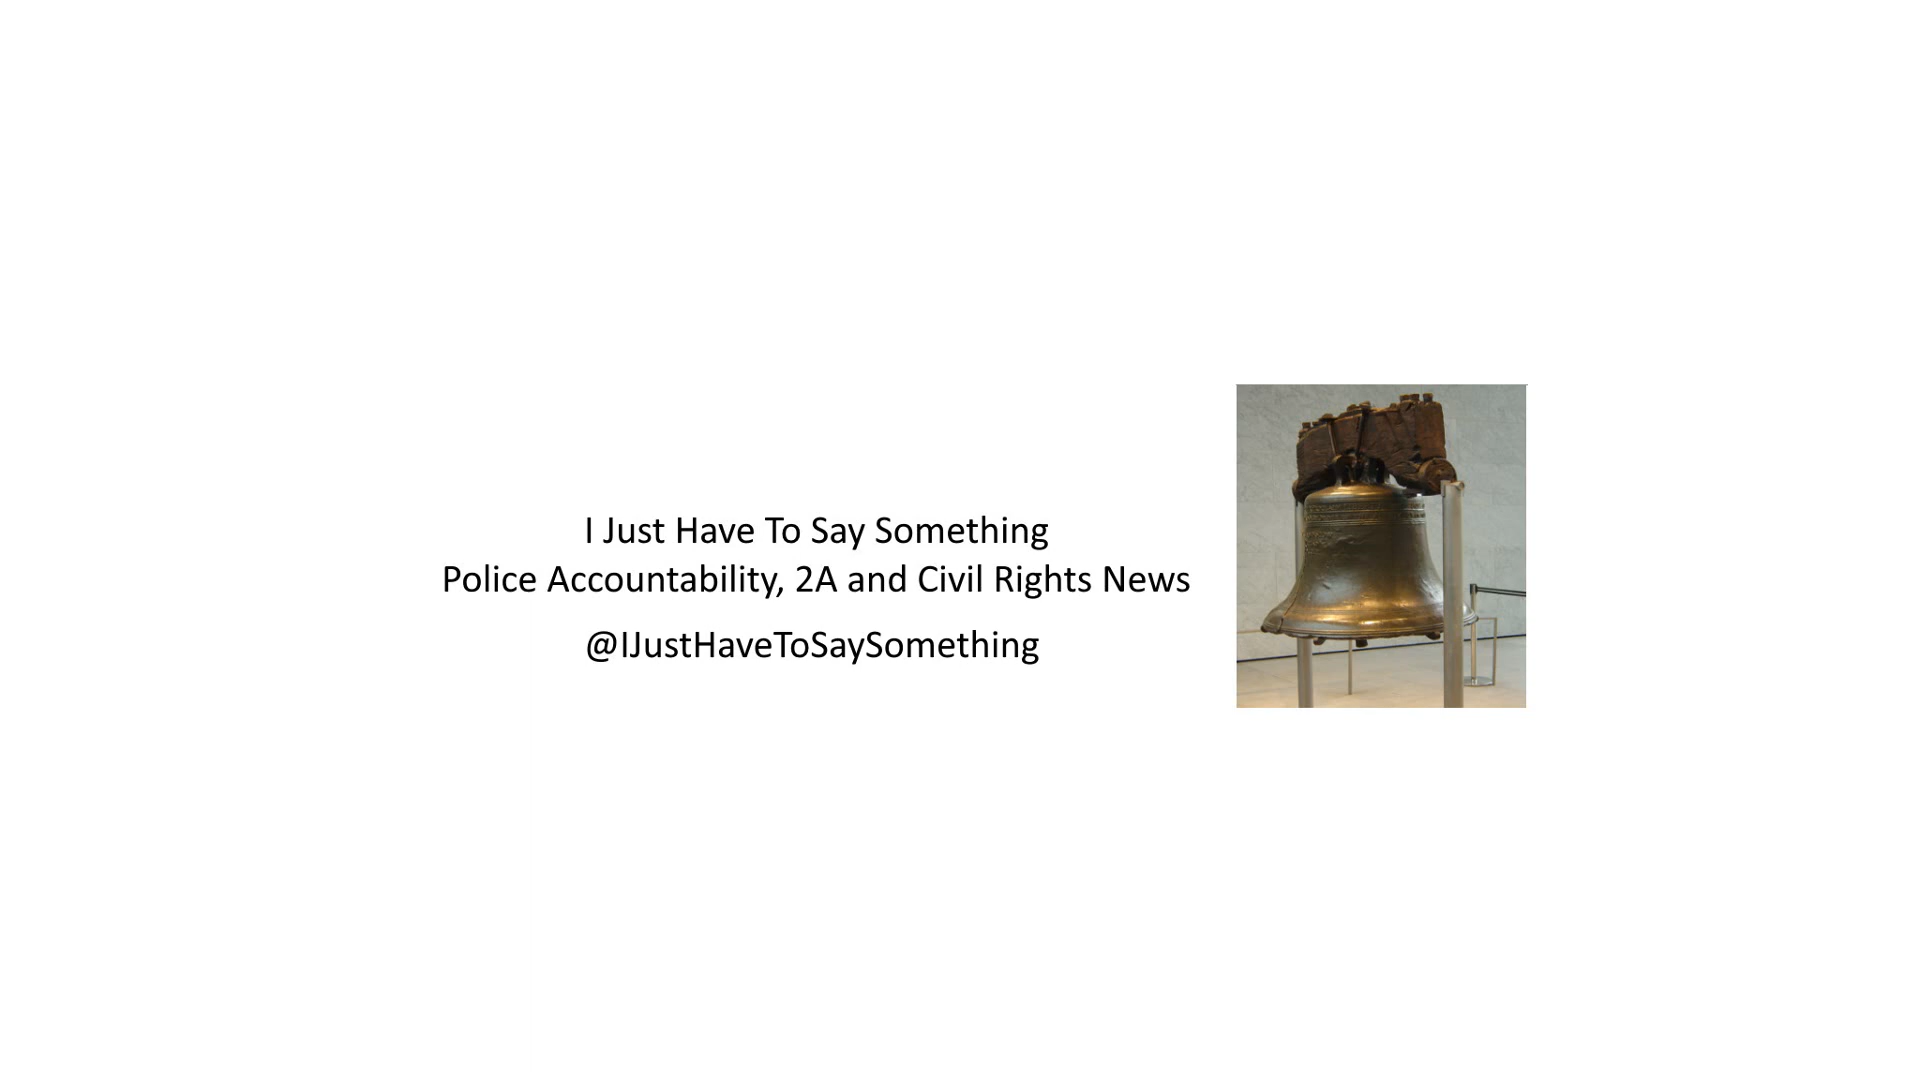 I Just Have To Say Something
Police Accountability, 2A and Civil Rights News
@IJustHaveToSaySomething